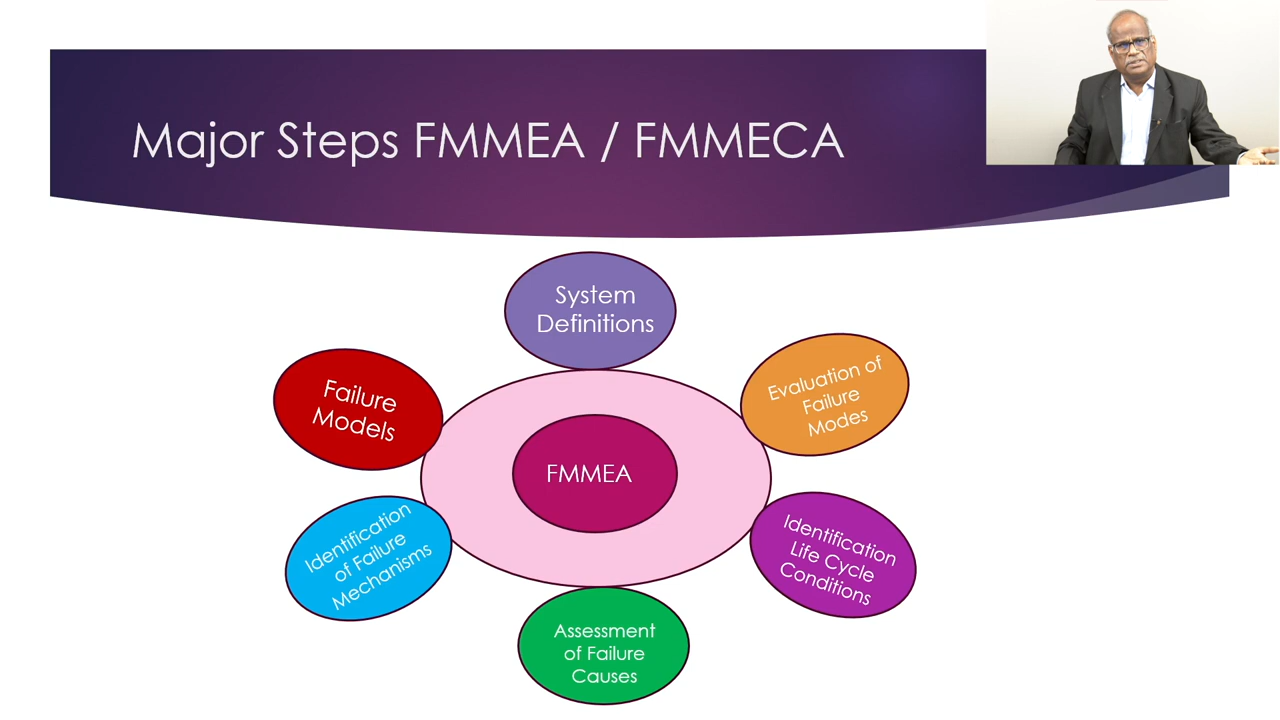 Major Steps FMMEA / FMMECA
System
Definitions
Evaluation of
Failure
Modes
Identification
Life Cycle
Conditions
Assessment
of Failure
Causes
Identification
of Failure
Mechanisms
Failure
Models
FMMEA